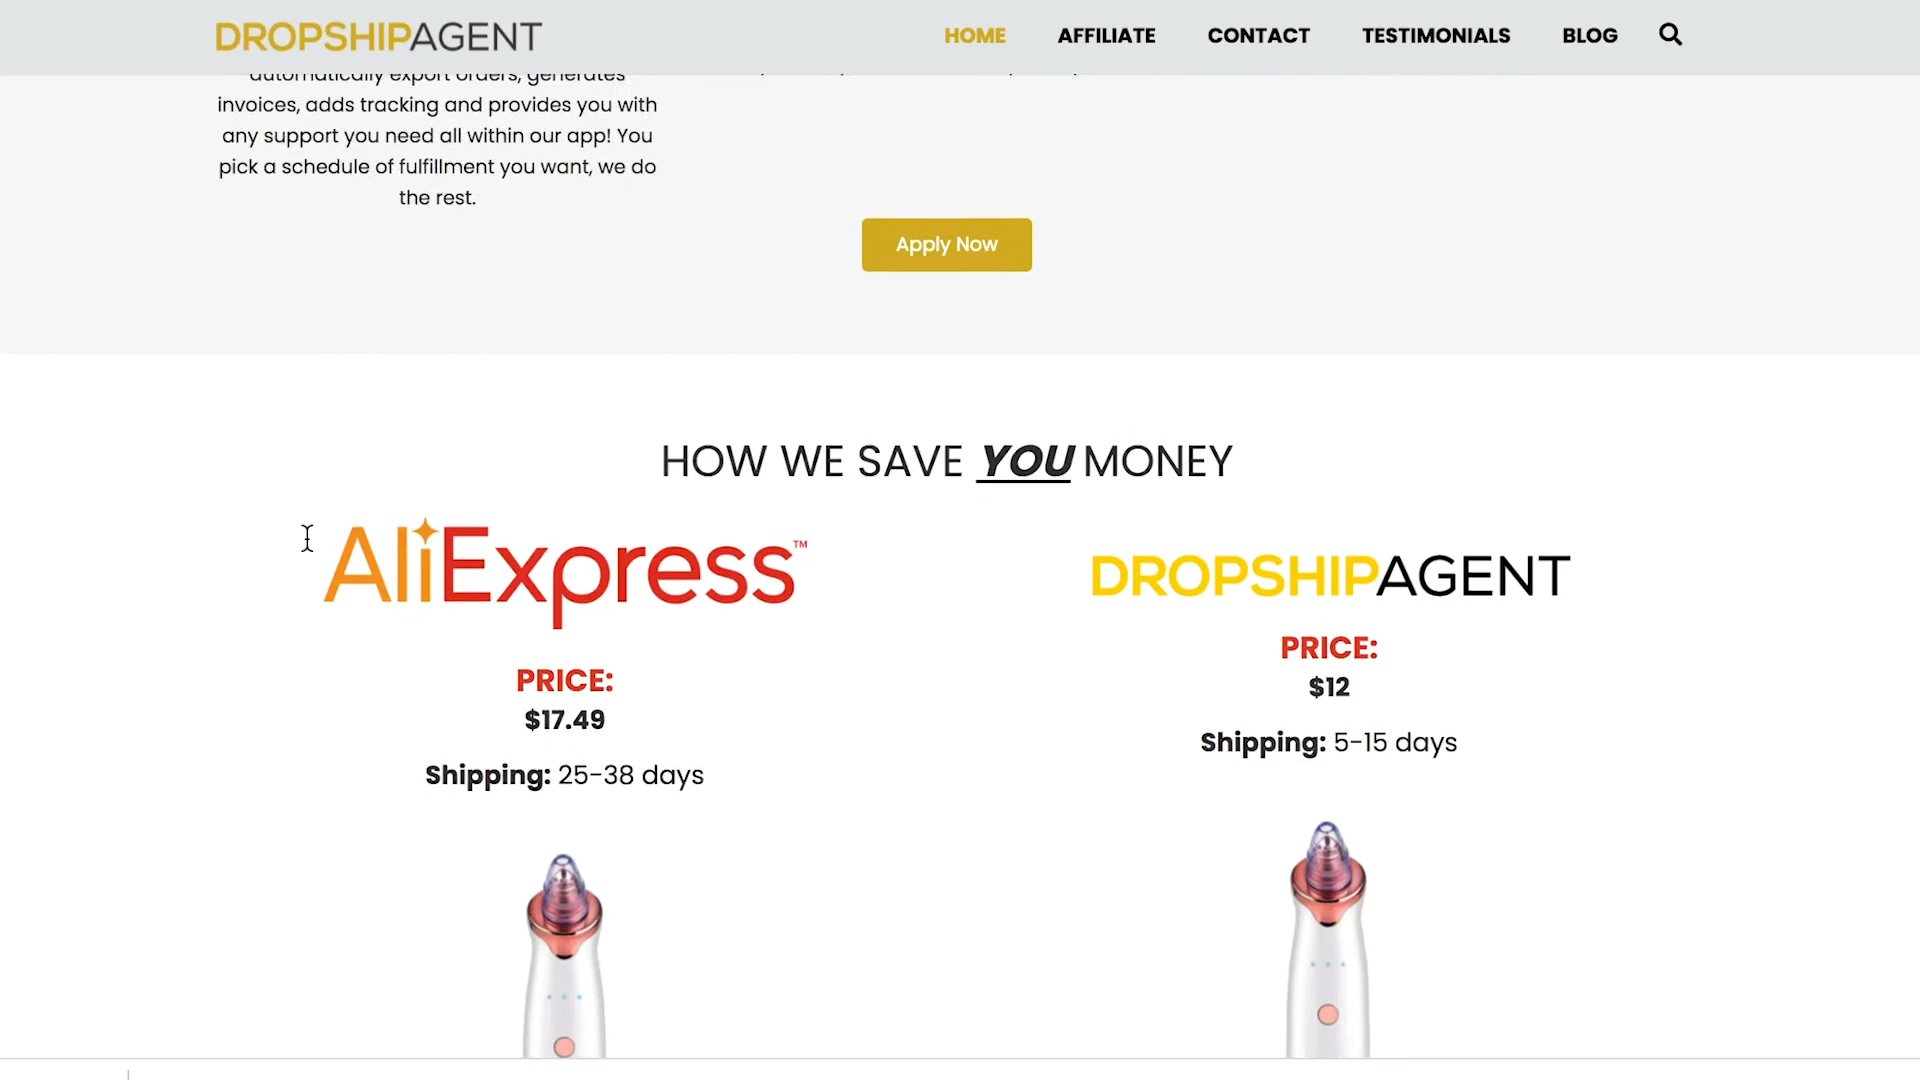 DROPSHIPAGENT
HOME AFFILIATE CONTACT TESTIMONIALS BLOG
automatically export orders, generates
invoices, adds tracking and provides you with
any support you need all within our app! You
pick a schedule of fulfillment you want, we do
the rest.
Apply Now
HOW WE SAVE YOU MONEY
AliExpress™
PRICE:
$17.49
Shipping: 25-38 days
DROPSHIPAGENT
PRICE:
$12
Shipping: 5-15 days